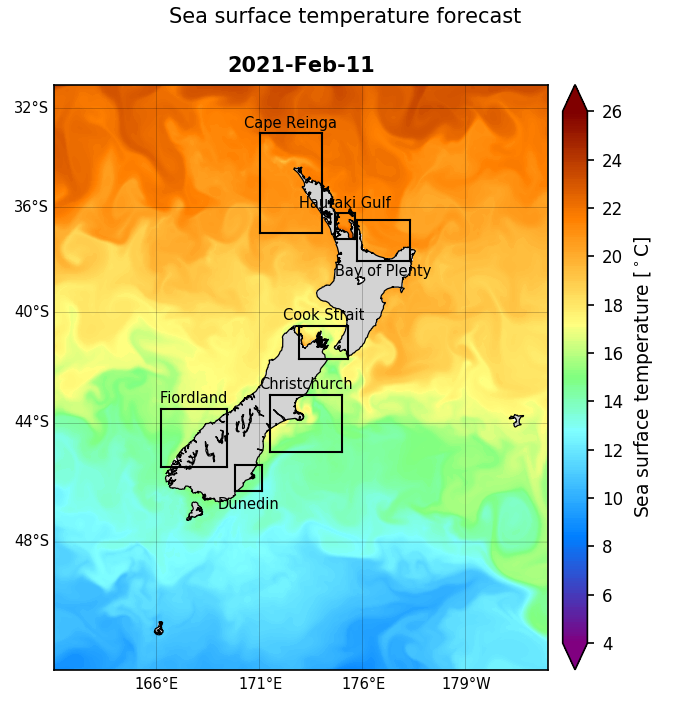 Sea surface temperature forecast
2021-Feb-11
32°S
36°S
40°S
44°S
48°S
166°E
171°E
176°E
179°W
Cape Reinga
Hauraki Gulf
Bay of Plenty
Cook Strait
Christchurch
Fiordland
Dunedin
26
24
22
20
18
16
14
12
10
8
6
4
Sea surface temperature [°C]